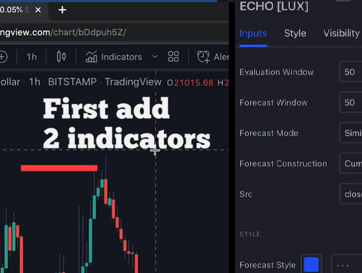 0.05% S
ECHO [LUX]
ngview.com/chart/bDdpuh5Z/
Inputs Style Visibility
1h Indicators Aler
ollar · 1h · BITSTAMP · TradingView O21015.68 H2
First add
2 indicators
Evaluation Window 50
Forecast Window 50
Forecast Mode Simi
Forecast Construction Cum
Src close
STYLE
Forecast Style